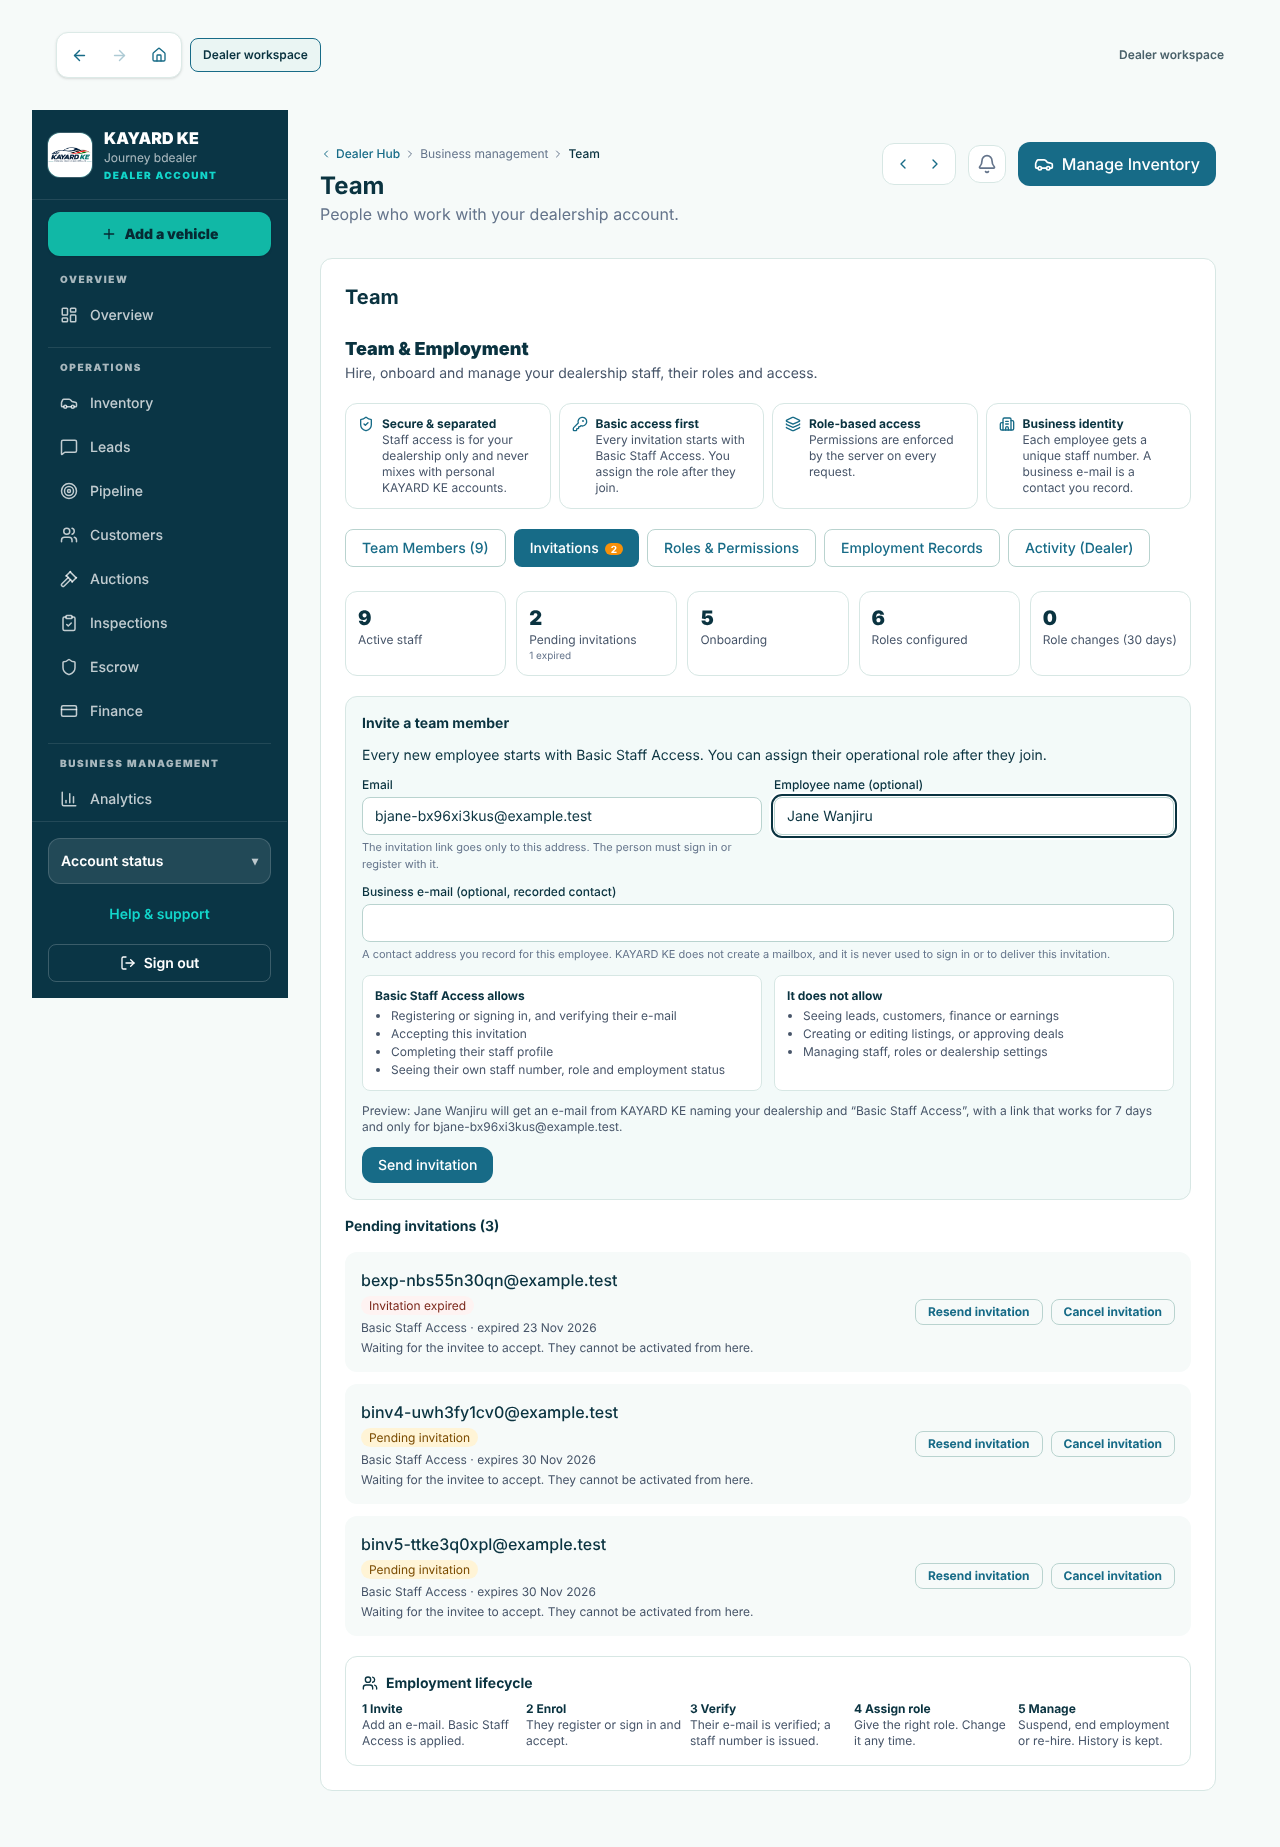 Dealer workspace
Dealer workspace
KAYARD KE
KAYARD KE
Journey bdealer
DEALER ACCOUNT
Add a vehicle
OVERVIEW
Overview
OPERATIONS
Inventory
Leads
Pipeline
Customers
Auctions
Inspections
Escrow
Finance
BUSINESS MANAGEMENT
Analytics
Account status
Help & support
Sign out
Dealer Hub
Business management
Team
Team
People who work with your dealership account.
Manage Inventory
Team
Team & Employment
Hire, onboard and manage your dealership staff, their roles and access.
Secure & separated
Staff access is for your
dealership only and never
mixes with personal
KAYARD KE accounts.
Basic access first
Every invitation starts with
Basic Staff Access. You
assign the role after they
join.
Role-based access
Permissions are enforced
by the server on every
request.
Business identity
Each employee gets a
unique staff number. A
business e-mail is a
contact you record.
Team Members (9)
Invitations 2
Roles & Permissions
Employment Records
Activity (Dealer)
9
Active staff
2
Pending invitations
1 expired
5
Onboarding
6
Roles configured
0
Role changes (30 days)
Invite a team member
Every new employee starts with Basic Staff Access. You can assign their operational role after they join.
Email
bjane-bx96xi3kus@example.test
The invitation link goes only to this address. The person must sign in or
register with it.
Employee name (optional)
Jane Wanjiru
Business e-mail (optional, recorded contact)
A contact address you record for this employee. KAYARD KE does not create a mailbox, and it is never used to sign in or to deliver this invitation.
Basic Staff Access allows
• Registering or signing in, and verifying their e-mail
• Accepting this invitation
• Completing their staff profile
• Seeing their own staff number, role and employment status
It does not allow
• Seeing leads, customers, finance or earnings
• Creating or editing listings, or approving deals
• Managing staff, roles or dealership settings
Preview: Jane Wanjiru will get an e-mail from KAYARD KE naming your dealership and “Basic Staff Access”, with a link that works for 7 days
and only for bjane-bx96xi3kus@example.test.
Send invitation
Pending invitations (3)
bexp-nbs55n30qn@example.test
Invitation expired
Basic Staff Access · expired 23 Nov 2026
Waiting for the invitee to accept. They cannot be activated from here.
Resend invitation
Cancel invitation
binv4-uwh3fy1cv0@example.test
Pending invitation
Basic Staff Access · expires 30 Nov 2026
Waiting for the invitee to accept. They cannot be activated from here.
Resend invitation
Cancel invitation
binv5-ttke3q0xpl@example.test
Pending invitation
Basic Staff Access · expires 30 Nov 2026
Waiting for the invitee to accept. They cannot be activated from here.
Resend invitation
Cancel invitation
Employment lifecycle
1 Invite
Add an e-mail. Basic Staff
Access is applied.
2 Enrol
They register or sign in and
accept.
3 Verify
Their e-mail is verified; a
staff number is issued.
4 Assign role
Give the right role. Change
it any time.
5 Manage
Suspend, end employment
or re-hire. History is kept.